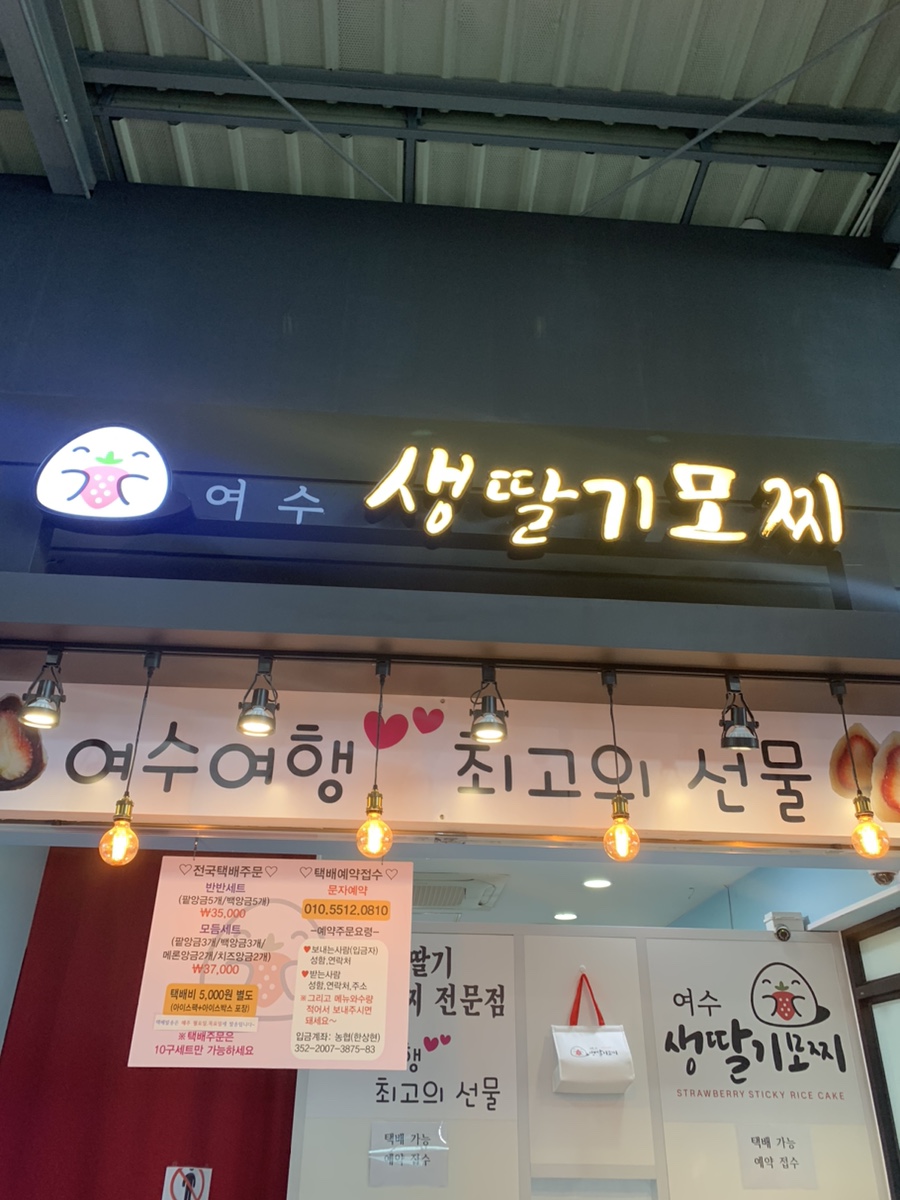 여수 생딸기모찌
여수여행 최고의 선물
♡전국택배주문♡
반반세트
(팥앙금5개/백앙금5개)
₩35,000
모듬세트
(팥앙금3개/백앙금3개/
메론앙금2개/치즈앙금2개)
₩37,000
택배비 5,000원 별도
(아이스팩+아이스박스 포장)
※택배주문은
10구세트만 가능하세요
♡택배예약접수♡
문자예약
010.5512.0810
-예약주문요령-
♥보내는사람(입금자)
성함,연락처
♥받는사람
성함,연락처,주소
※그리고 메뉴와수량
적어서 보내주시면
돼세요~
입금계좌: 농협(한상현)
352-2007-3875-83
딸기
찌 전문점
행
최고의 선물
택배 가능
예약 접수
여수
생딸기모찌
STRAWBERRY STICKY RICE CAKE
택배 가능
예약 접수